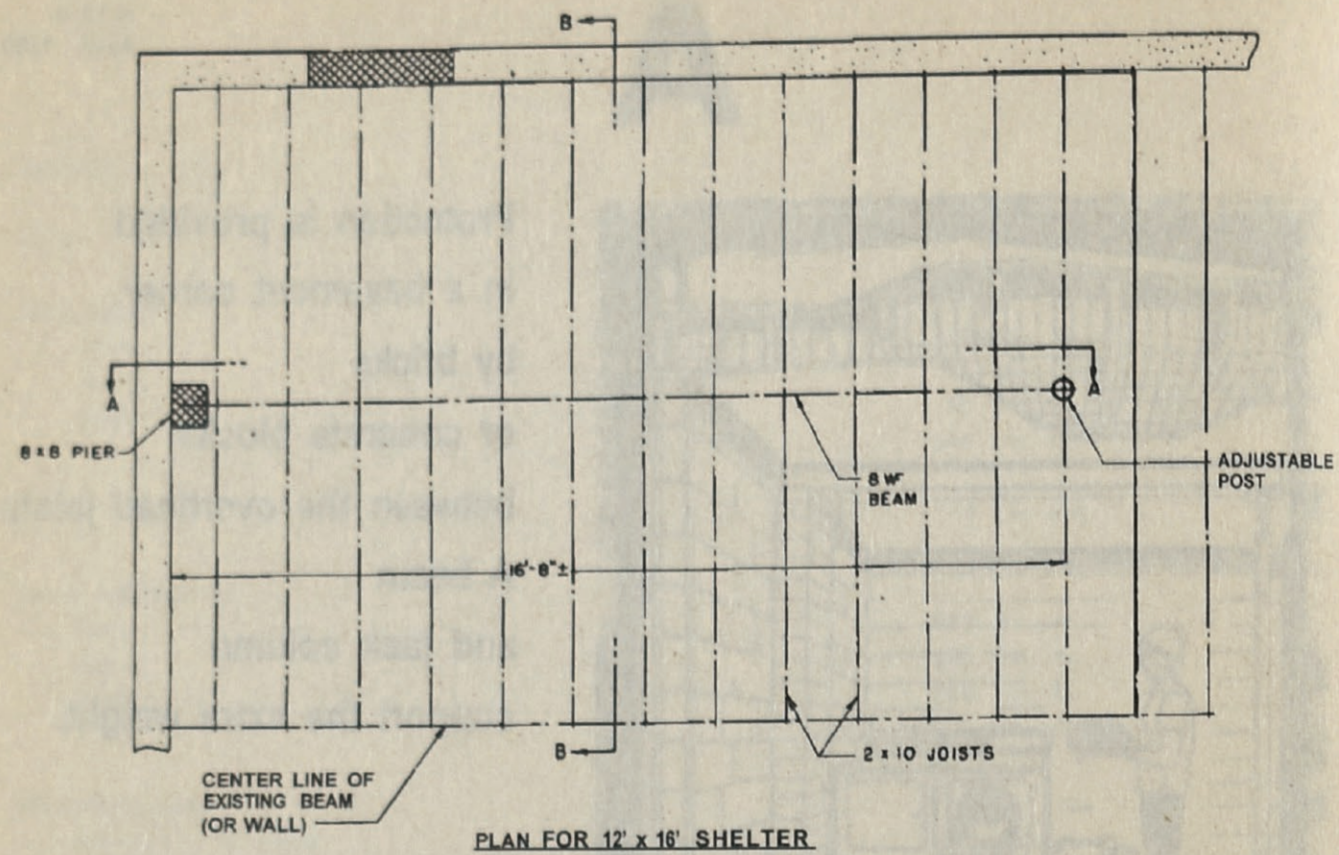 B
A
A
8 x 8 PIER
8 WF
BEAM
ADJUSTABLE
POST
16'-8"±
B
2 x 10 JOISTS
CENTER LINE OF
EXISTING BEAM
(OR WALL)
PLAN FOR 12' x 16' SHELTER